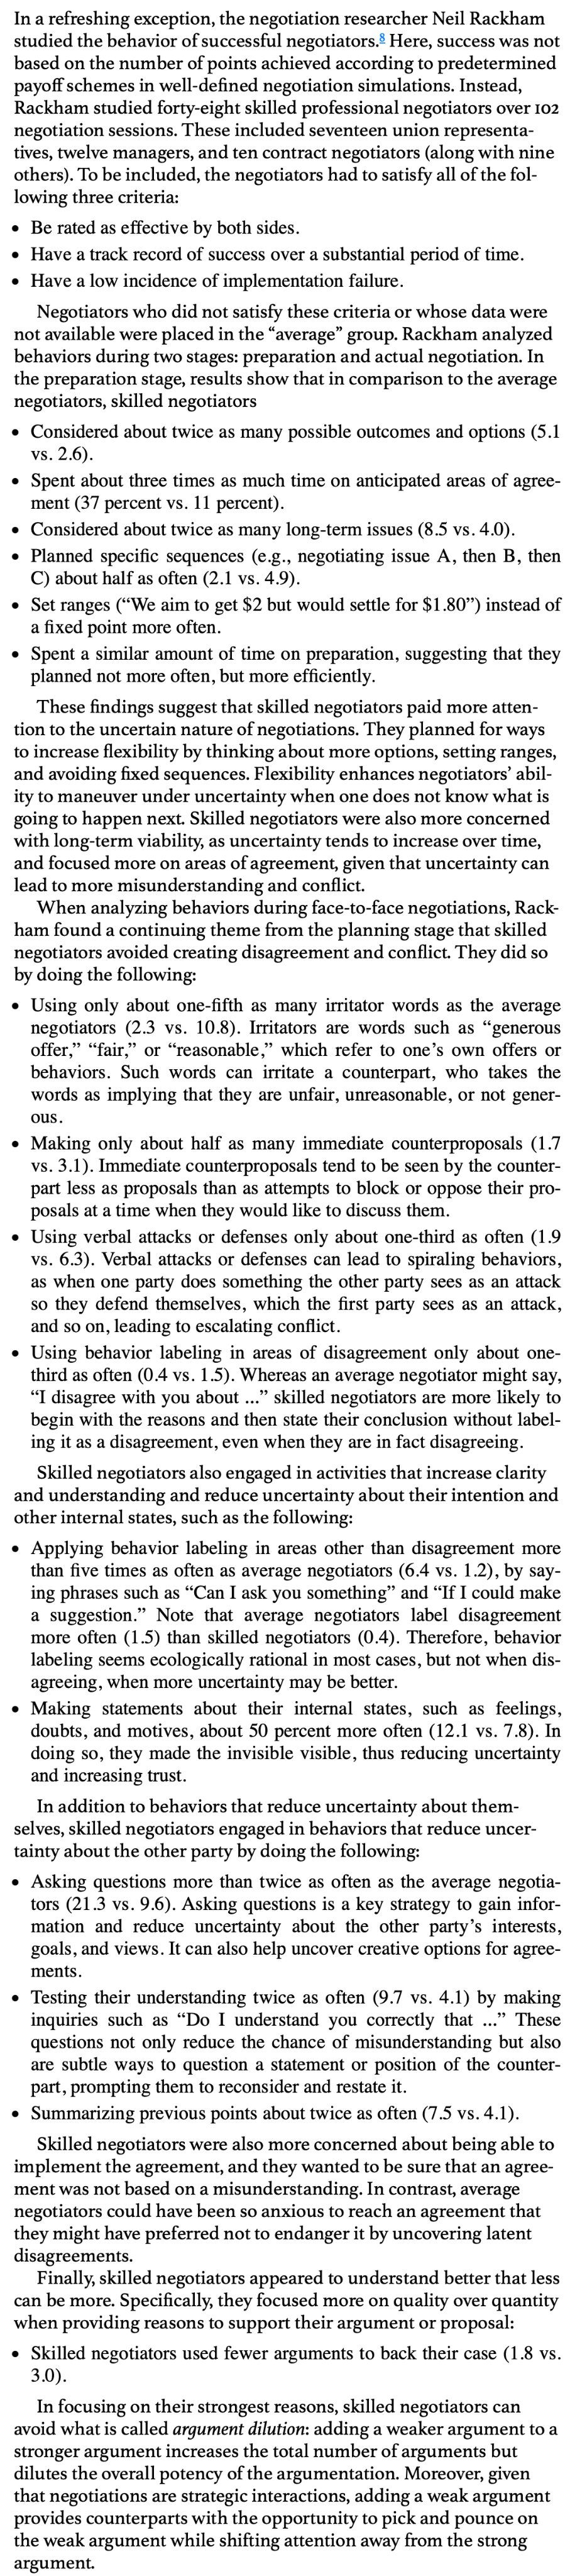 In a refreshing exception, the negotiation researcher Neil Rackham
studied the behavior of successful negotiators.8 Here, success was not
based on the number of points achieved according to predetermined
payoff schemes in well-defined negotiation simulations. Instead,
Rackham studied forty-eight skilled professional negotiators over 102
negotiation sessions. These included seventeen union representa-
tives, twelve managers, and ten contract negotiators (along with nine
others). To be included, the negotiators had to satisfy all of the fol-
lowing three criteria:
• Be rated as effective by both sides.
• Have a track record of success over a substantial period of time.
• Have a low incidence of implementation failure.
Negotiators who did not satisfy these criteria or whose data were
not available were placed in the “average” group. Rackham analyzed
behaviors during two stages: preparation and actual negotiation. In
the preparation stage, results show that in comparison to the average
negotiators, skilled negotiators
• Considered about twice as many possible outcomes and options (5.1
vs. 2.6).
• Spent about three times as much time on anticipated areas of agree-
ment (37 percent vs. 11 percent).
• Considered about twice as many long-term issues (8.5 vs. 4.0).
• Planned specific sequences (e.g., negotiating issue A, then B, then
C) about half as often (2.1 vs. 4.9).
• Set ranges (“We aim to get $2 but would settle for $1.80”) instead of
a fixed point more often.
• Spent a similar amount of time on preparation, suggesting that they
planned not more often, but more efficiently.
These findings suggest that skilled negotiators paid more atten-
tion to the uncertain nature of negotiations. They planned for ways
to increase flexibility by thinking about more options, setting ranges,
and avoiding fixed sequences. Flexibility enhances negotiators’ abil-
ity to maneuver under uncertainty when one does not know what is
going to happen next. Skilled negotiators were also more concerned
with long-term viability, as uncertainty tends to increase over time,
and focused more on areas of agreement, given that uncertainty can
lead to more misunderstanding and conflict.
When analyzing behaviors during face-to-face negotiations, Rack-
ham found a continuing theme from the planning stage that skilled
negotiators avoided creating disagreement and conflict. They did so
by doing the following:
• Using only about one-fifth as many irritator words as the average
negotiators (2.3 vs. 10.8). Irritators are words such as “generous
offer,” “fair,” or “reasonable,” which refer to one’s own offers or
behaviors. Such words can irritate a counterpart, who takes the
words as implying that they are unfair, unreasonable, or not gener-
ous.
• Making only about half as many immediate counterproposals (1.7
vs. 3.1). Immediate counterproposals tend to be seen by the counter-
part less as proposals than as attempts to block or oppose their pro-
posals at a time when they would like to discuss them.
• Using verbal attacks or defenses only about one-third as often (1.9
vs. 6.3). Verbal attacks or defenses can lead to spiraling behaviors,
as when one party does something the other party sees as an attack
so they defend themselves, which the first party sees as an attack,
and so on, leading to escalating conflict.
• Using behavior labeling in areas of disagreement only about one-
third as often (0.4 vs. 1.5). Whereas an average negotiator might say,
“I disagree with you about ...” skilled negotiators are more likely to
begin with the reasons and then state their conclusion without label-
ing it as a disagreement, even when they are in fact disagreeing.
Skilled negotiators also engaged in activities that increase clarity
and understanding and reduce uncertainty about their intention and
other internal states, such as the following:
• Applying behavior labeling in areas other than disagreement more
than five times as often as average negotiators (6.4 vs. 1.2), by say-
ing phrases such as “Can I ask you something” and “If I could make
a suggestion.” Note that average negotiators label disagreement
more often (1.5) than skilled negotiators (0.4). Therefore, behavior
labeling seems ecologically rational in most cases, but not when dis-
agreeing, when more uncertainty may be better.
• Making statements about their internal states, such as feelings,
doubts, and motives, about 50 percent more often (12.1 vs. 7.8). In
doing so, they made the invisible visible, thus reducing uncertainty
and increasing trust.
In addition to behaviors that reduce uncertainty about them-
selves, skilled negotiators engaged in behaviors that reduce uncer-
tainty about the other party by doing the following:
• Asking questions more than twice as often as the average negotia-
tors (21.3 vs. 9.6). Asking questions is a key strategy to gain infor-
mation and reduce uncertainty about the other party’s interests,
goals, and views. It can also help uncover creative options for agree-
ments.
• Testing their understanding twice as often (9.7 vs. 4.1) by making
inquiries such as “Do I understand you correctly that ...” These
questions not only reduce the chance of misunderstanding but also
are subtle ways to question a statement or position of the counter-
part, prompting them to reconsider and restate it.
• Summarizing previous points about twice as often (7.5 vs. 4.1).
Skilled negotiators were also more concerned about being able to
implement the agreement, and they wanted to be sure that an agree-
ment was not based on a misunderstanding. In contrast, average
negotiators could have been so anxious to reach an agreement that
they might have preferred not to endanger it by uncovering latent
disagreements.
Finally, skilled negotiators appeared to understand better that less
can be more. Specifically, they focused more on quality over quantity
when providing reasons to support their argument or proposal:
• Skilled negotiators used fewer arguments to back their case (1.8 vs.
3.0).
In focusing on their strongest reasons, skilled negotiators can
avoid what is called argument dilution: adding a weaker argument to a
stronger argument increases the total number of arguments but
dilutes the overall potency of the argumentation. Moreover, given
that negotiations are strategic interactions, adding a weak argument
provides counterparts with the opportunity to pick and pounce on
the weak argument while shifting attention away from the strong
argument.